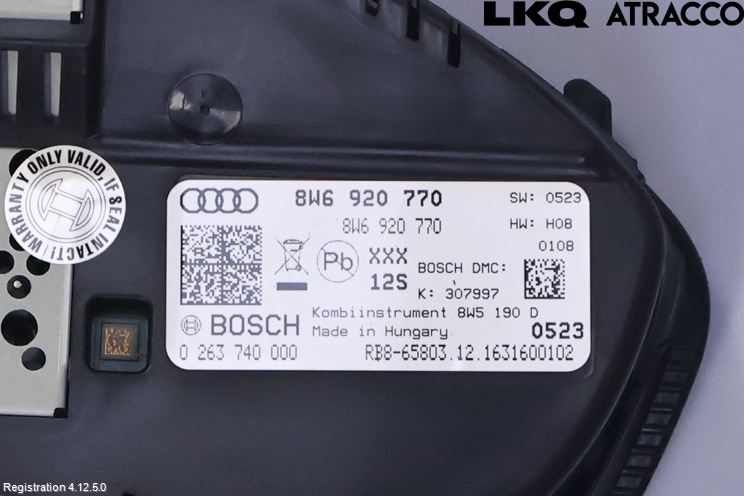 LKQ ATRACCO
WARRANTY ONLY VALID, IF SEAL INTACT!
8W6 920 770
SW: 0523
8W6 920 770
HW: H08
0108
Pb
XXX
12S
BOSCH DMC:
K: 307997
Kombiinstrument 8W5 190 D
BOSCH
Made in Hungary
0523
0 263 740 000
RB8-65803.12.1631600102
Registration 4.12.5.0